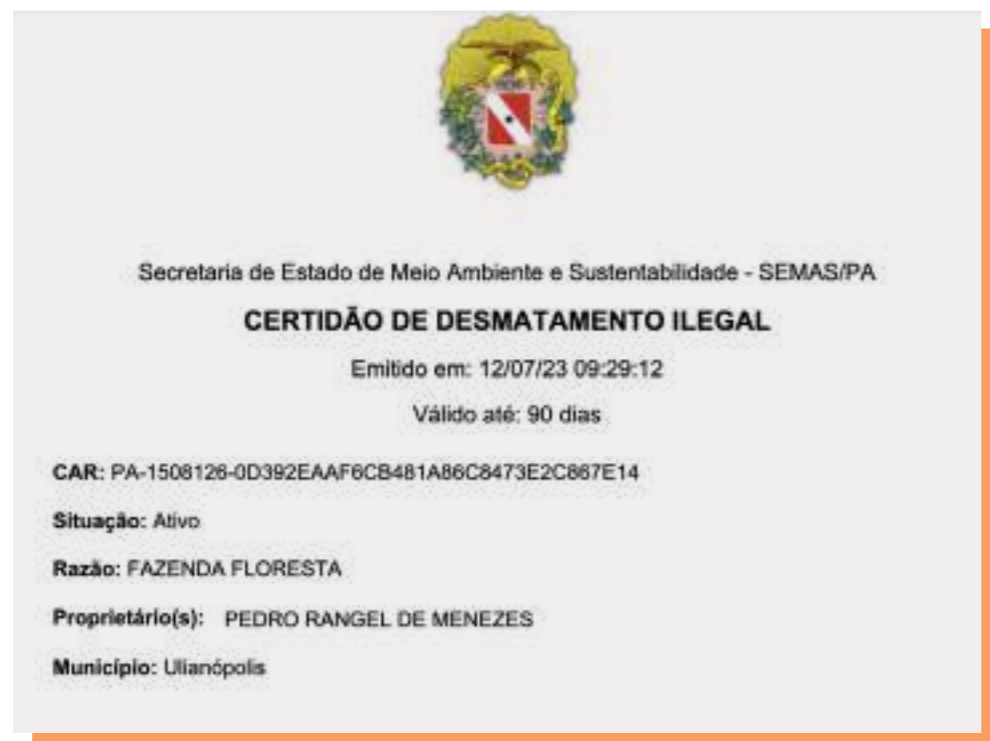 Secretaria de Estado de Meio Ambiente e Sustentabilidade - SEMAS/PA
CERTIDÃO DE DESMATAMENTO ILEGAL
Emitido em: 12/07/23 09:29:12
Válido até: 90 dias
CAR: PA-1508126-0D392EAAF6CB481A86C8473E2C867E14
Situação: Ativo
Razão: FAZENDA FLORESTA
Proprietário(s): PEDRO RANGEL DE MENEZES
Município: Ulianópolis